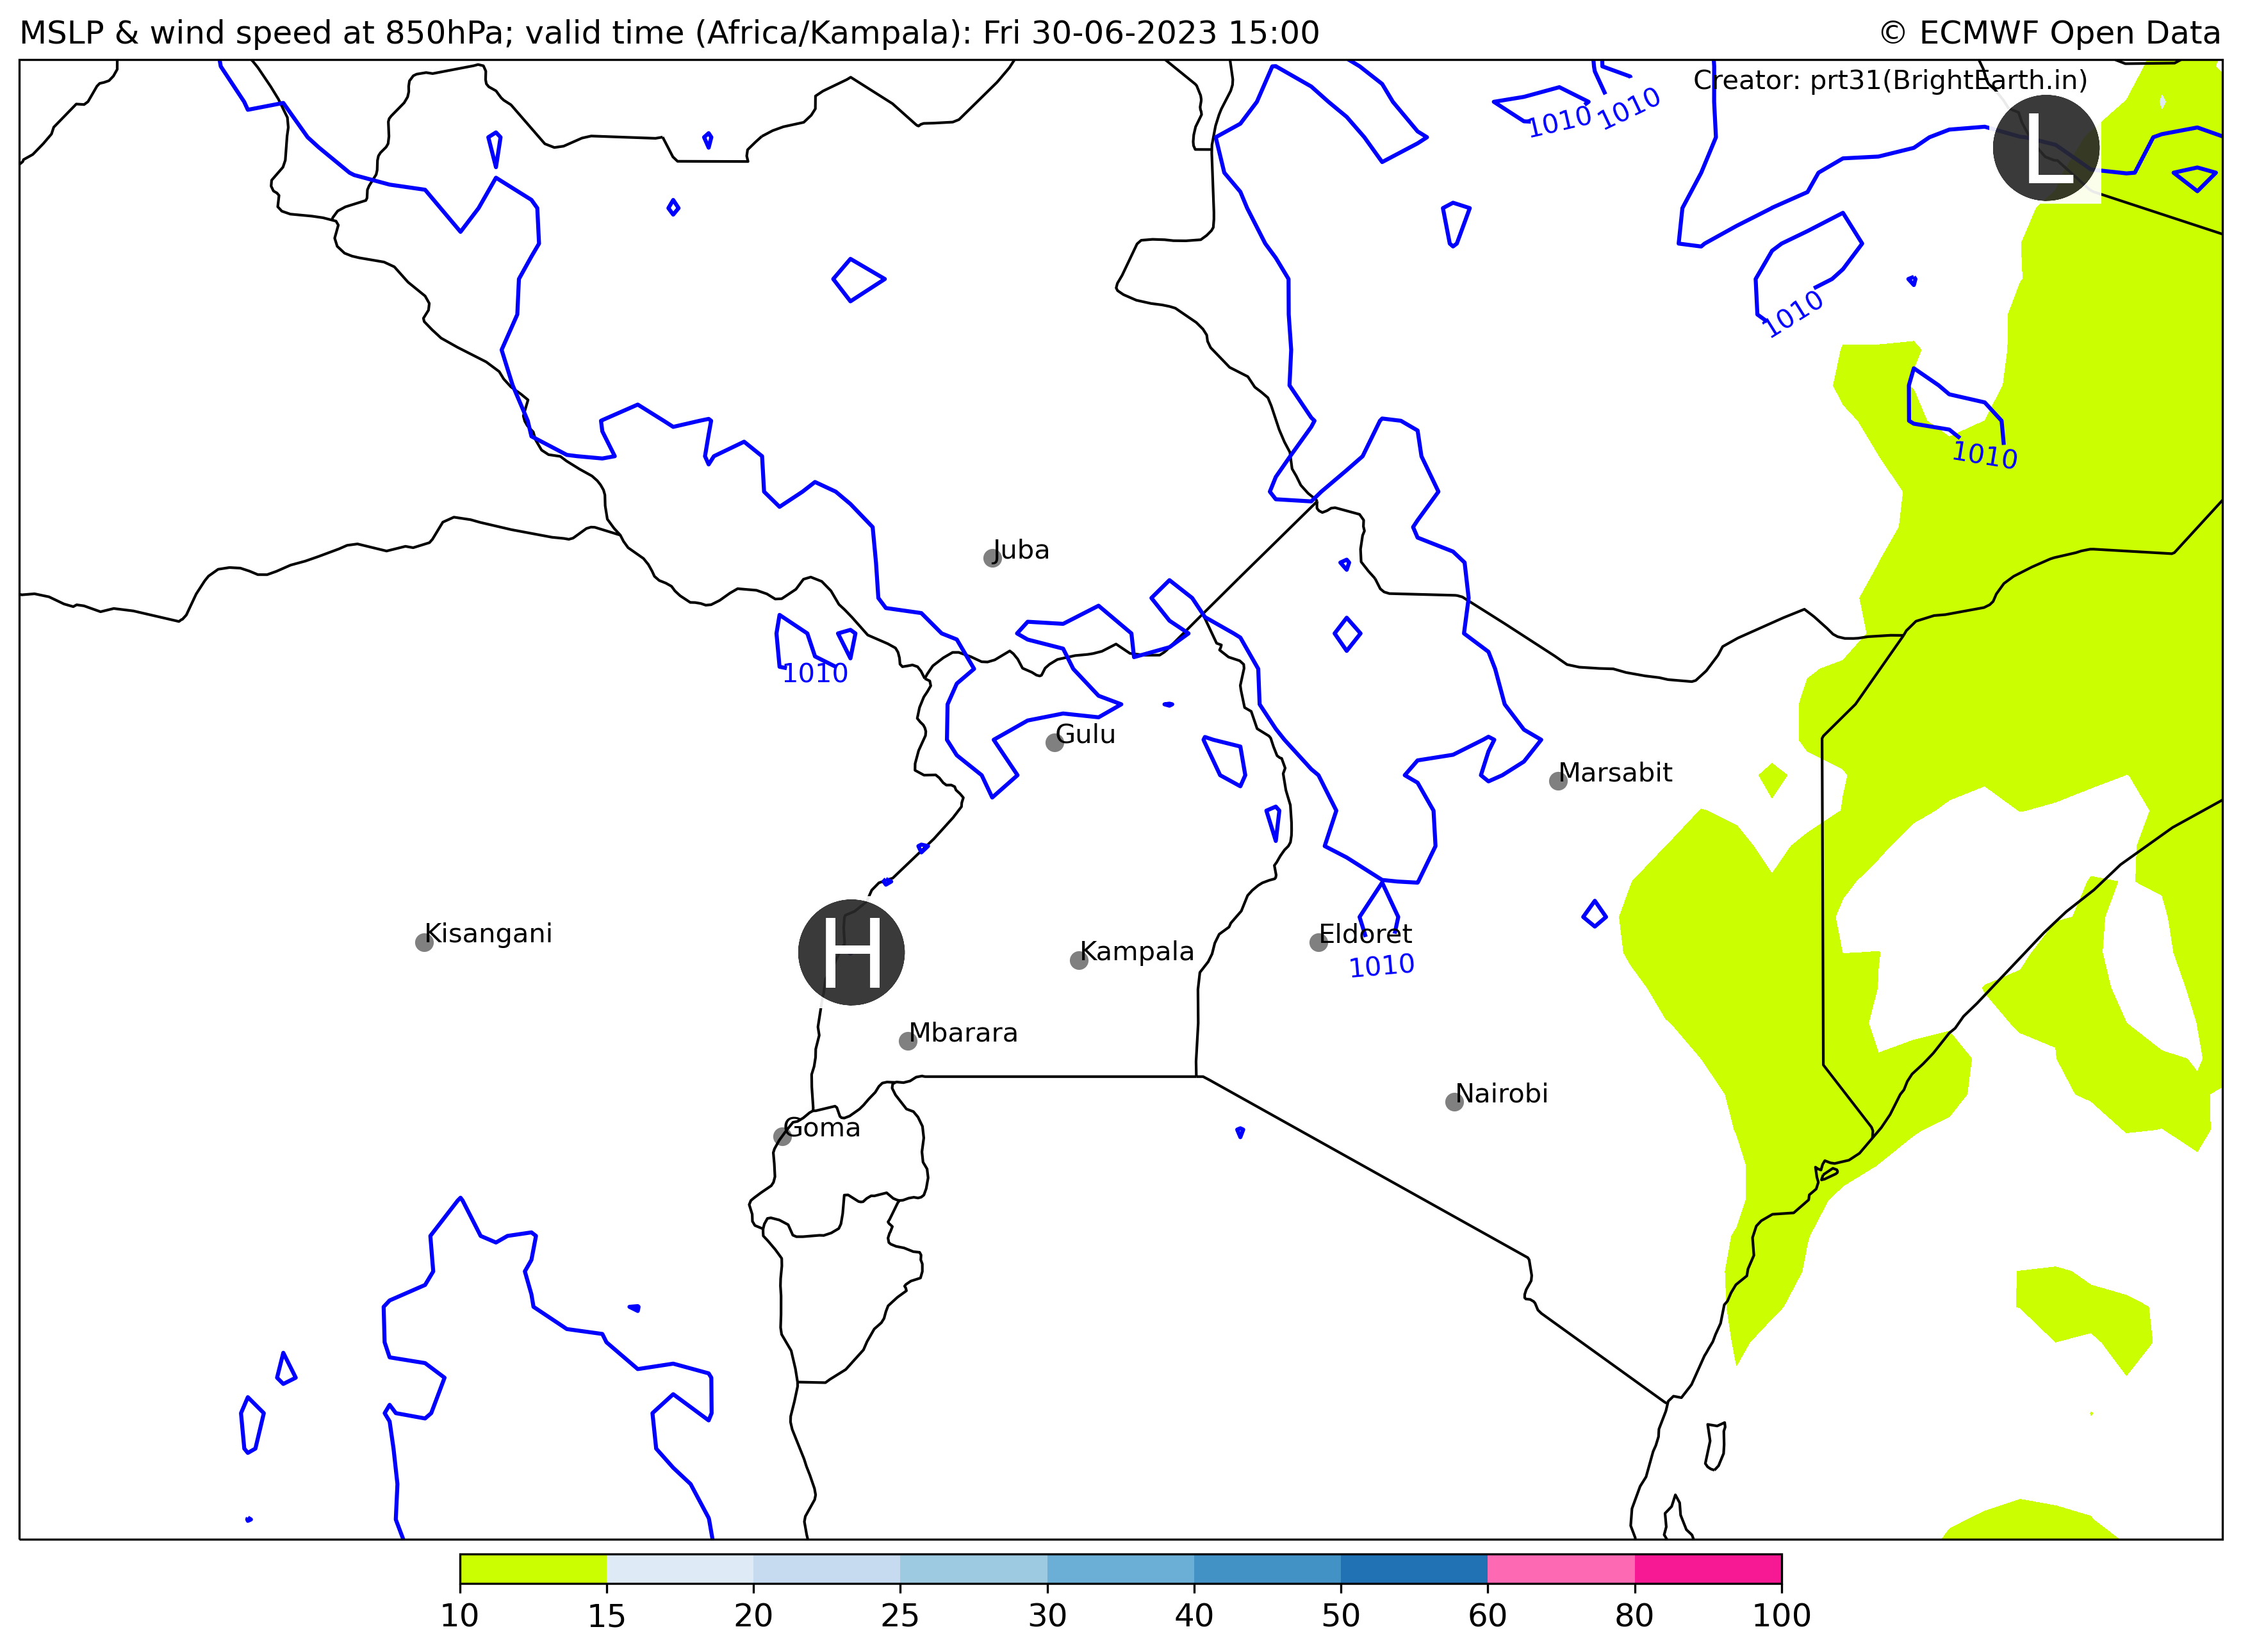 MSLP & wind speed at 850hPa; valid time (Africa/Kampala): Fri 30-06-2023 15:00
© ECMWF Open Data
Creator: prt31(BrightEarth.in)
1010
1010
L
1010
1010
Juba
1010
Gulu
Marsabit
Kisangani
H
Kampala
Eldoret
1010
Mbarara
Nairobi
Goma
10 15 20 25 30 40 50 60 80 100